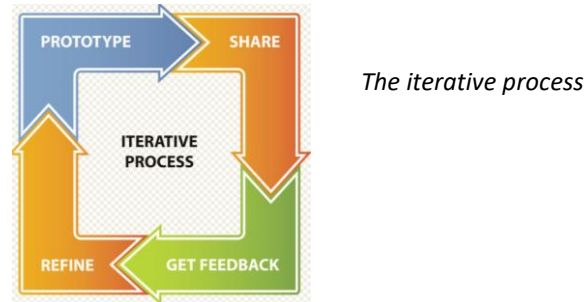 PROTOTYPE
SHARE
The iterative process
ITERATIVE
PROCESS
REFINE
GET FEEDBACK